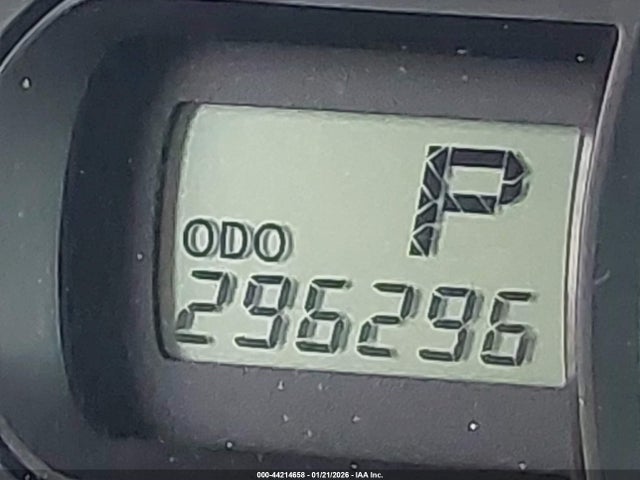 P
ODO
296296
000-44214658 - 01/21/2026 - IAA Inc.